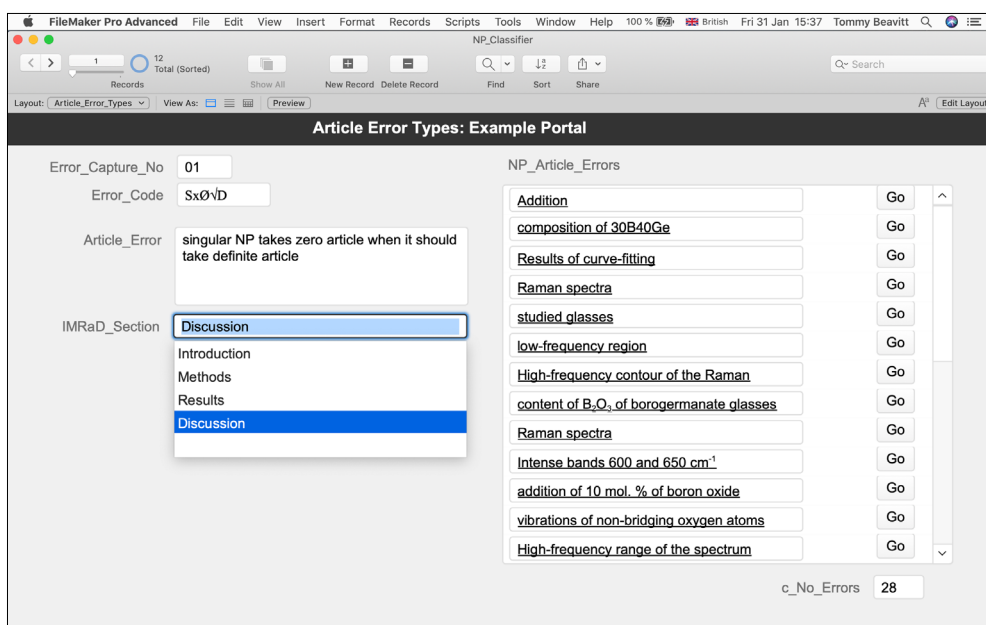 FileMaker Pro Advanced File Edit View Insert Format Records Scripts Tools Window Help 100 % British Fri 31 Jan 15:37 Tommy Beavitt
NP_Classifier
1 12 Total (Sorted) Search
Records Show All New Record Delete Record Find Sort Share
Layout: Article_Error_Types View As: Preview Aa Edit Layout
Article Error Types: Example Portal
Error_Capture_No 01
Error_Code SxØ√D
Article_Error singular NP takes zero article when it should
take definite article
IMRaD_Section Discussion
Introduction
Methods
Results
Discussion
NP_Article_Errors
Addition Go
composition of 30B40Ge Go
Results of curve-fitting Go
Raman spectra Go
studied glasses Go
low-frequency region Go
High-frequency contour of the Raman Go
content of B₂O₃ of borogermanate glasses Go
Raman spectra Go
Intense bands 600 and 650 cm⁻¹ Go
addition of 10 mol. % of boron oxide Go
vibrations of non-bridging oxygen atoms Go
High-frequency range of the spectrum Go
c_No_Errors 28